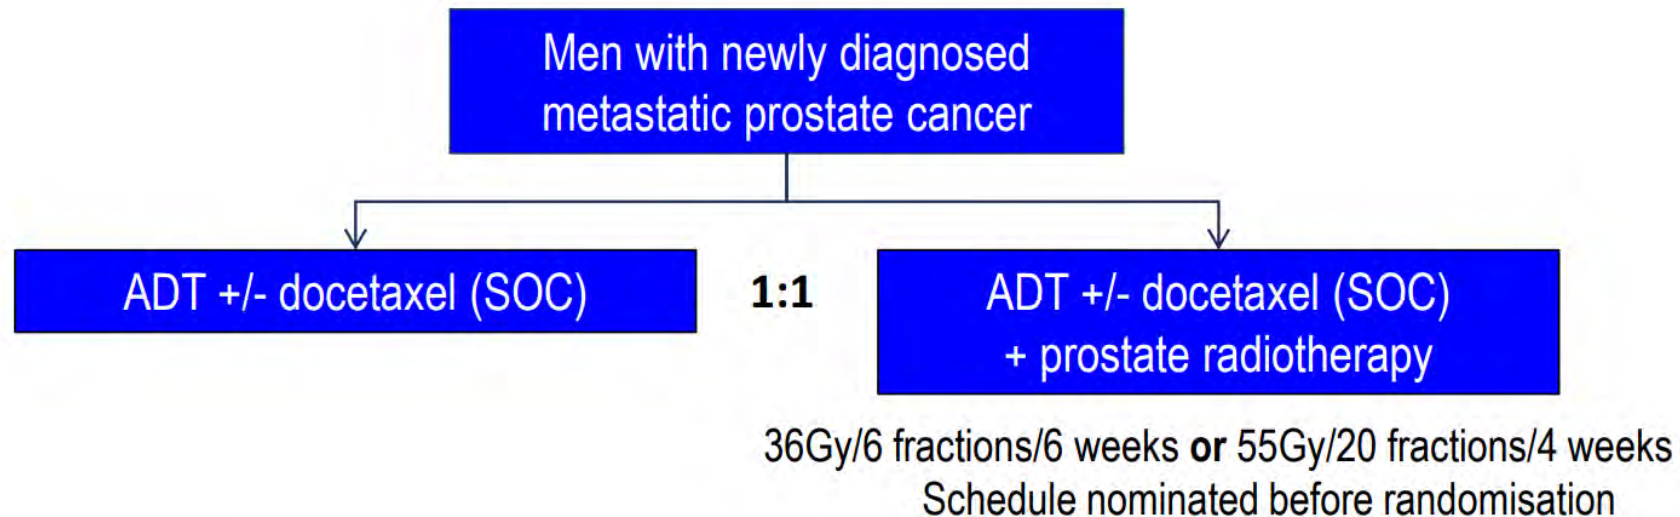 Men with newly diagnosed
metastatic prostate cancer
ADT +/- docetaxel (SOC)
1:1
ADT +/- docetaxel (SOC)
+ prostate radiotherapy
36Gy/6 fractions/6 weeks or 55Gy/20 fractions/4 weeks
Schedule nominated before randomisation